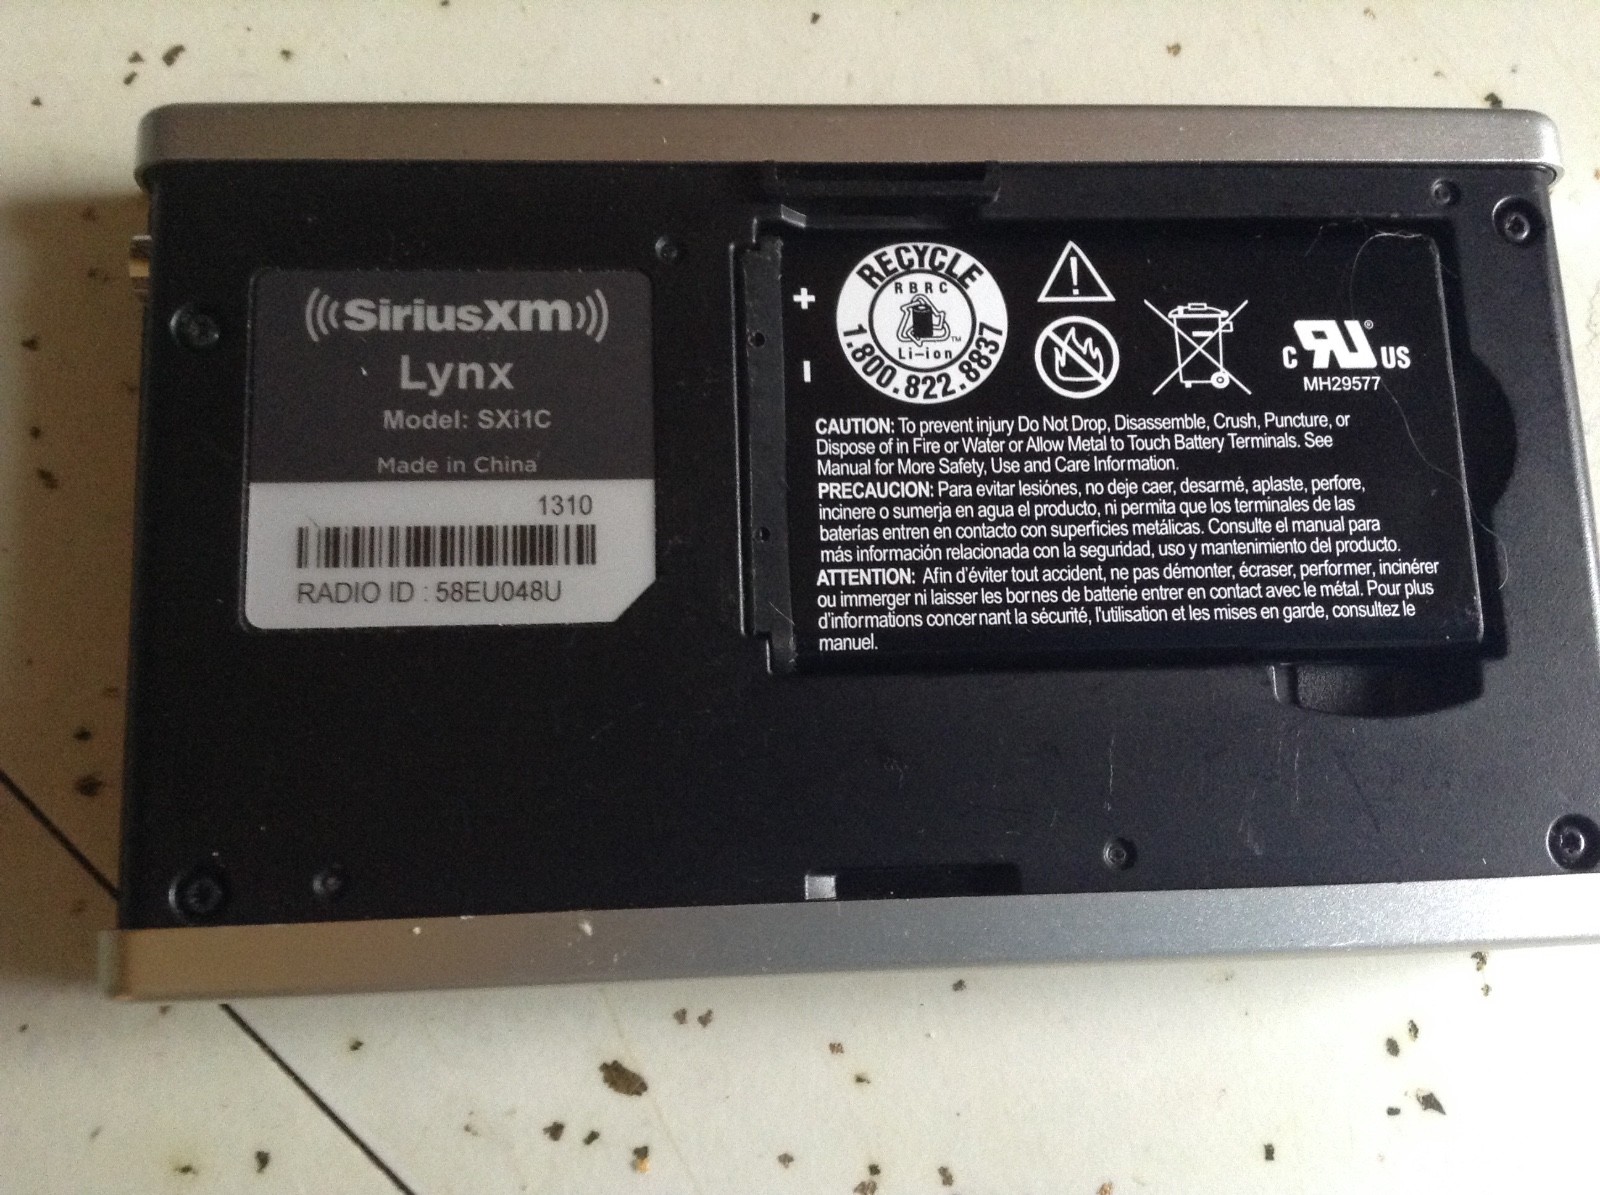 SiriusXM
Lynx
Model: SXi1C
Made in China
1310
RADIO ID : 58EU048U
+
-
RECYCLE
RBRC
Li-ion
TM
1.800.822.8837
!
C RU ® US
MH29577
CAUTION: To prevent injury Do Not Drop, Disassemble, Crush, Puncture, or
Dispose of in Fire or Water or Allow Metal to Touch Battery Terminals. See
Manual for More Safety, Use and Care Information.
PRECAUCION: Para evitar lesiónes, no deje caer, desarmé, aplaste, perfore,
incinere o sumerja en agua el producto, ni permita que los terminales de las
baterías entren en contacto con superficies metálicas. Consulte el manual para
más información relacionada con la seguridad, uso y mantenimiento del producto.
ATTENTION: Afin d'éviter tout accident, ne pas démonter, écraser, performer, incinérer
ou immerger ni laisser les bornes de batterie entrer en contact avec le métal. Pour plus
d'informations concernant la sécurité, l'utilisation et les mises en garde, consultez le
manuel.